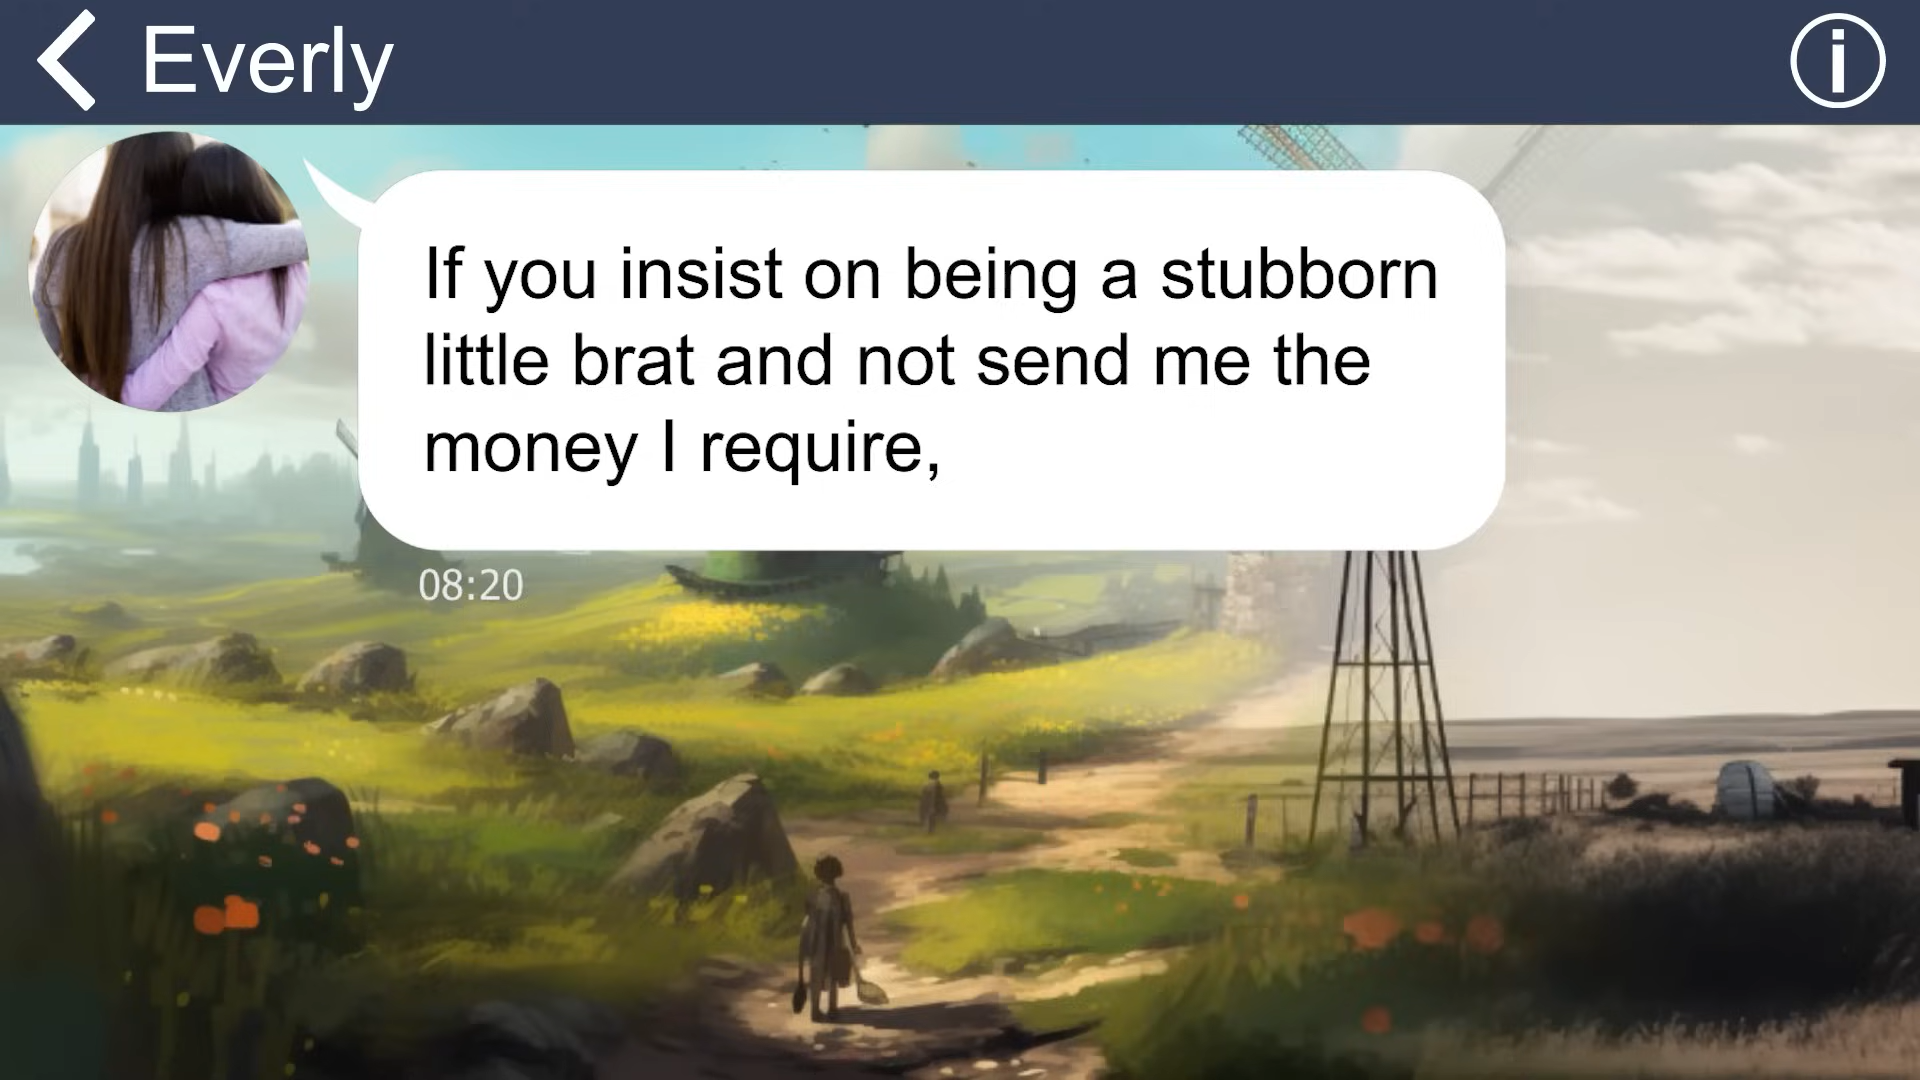 Everly
If you insist on being a stubborn
little brat and not send me the
money I require,
08:20